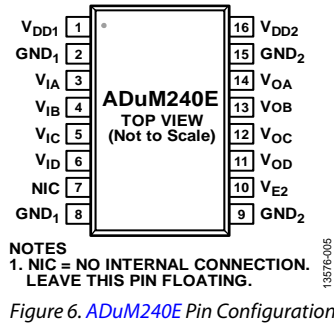 VDD1 1 16 VDD2
GND1 2 15 GND2
VIA 3 14 VOA
VIB 4 13 VOB
VIC 5 12 VOC
VID 6 11 VOD
NIC 7 10 VE2
GND1 8 9 GND2
ADuM240E
TOP VIEW
(Not to Scale)
NOTES
1. NIC = NO INTERNAL CONNECTION.
LEAVE THIS PIN FLOATING.
13576-005
Figure 6. ADuM240E Pin Configuration